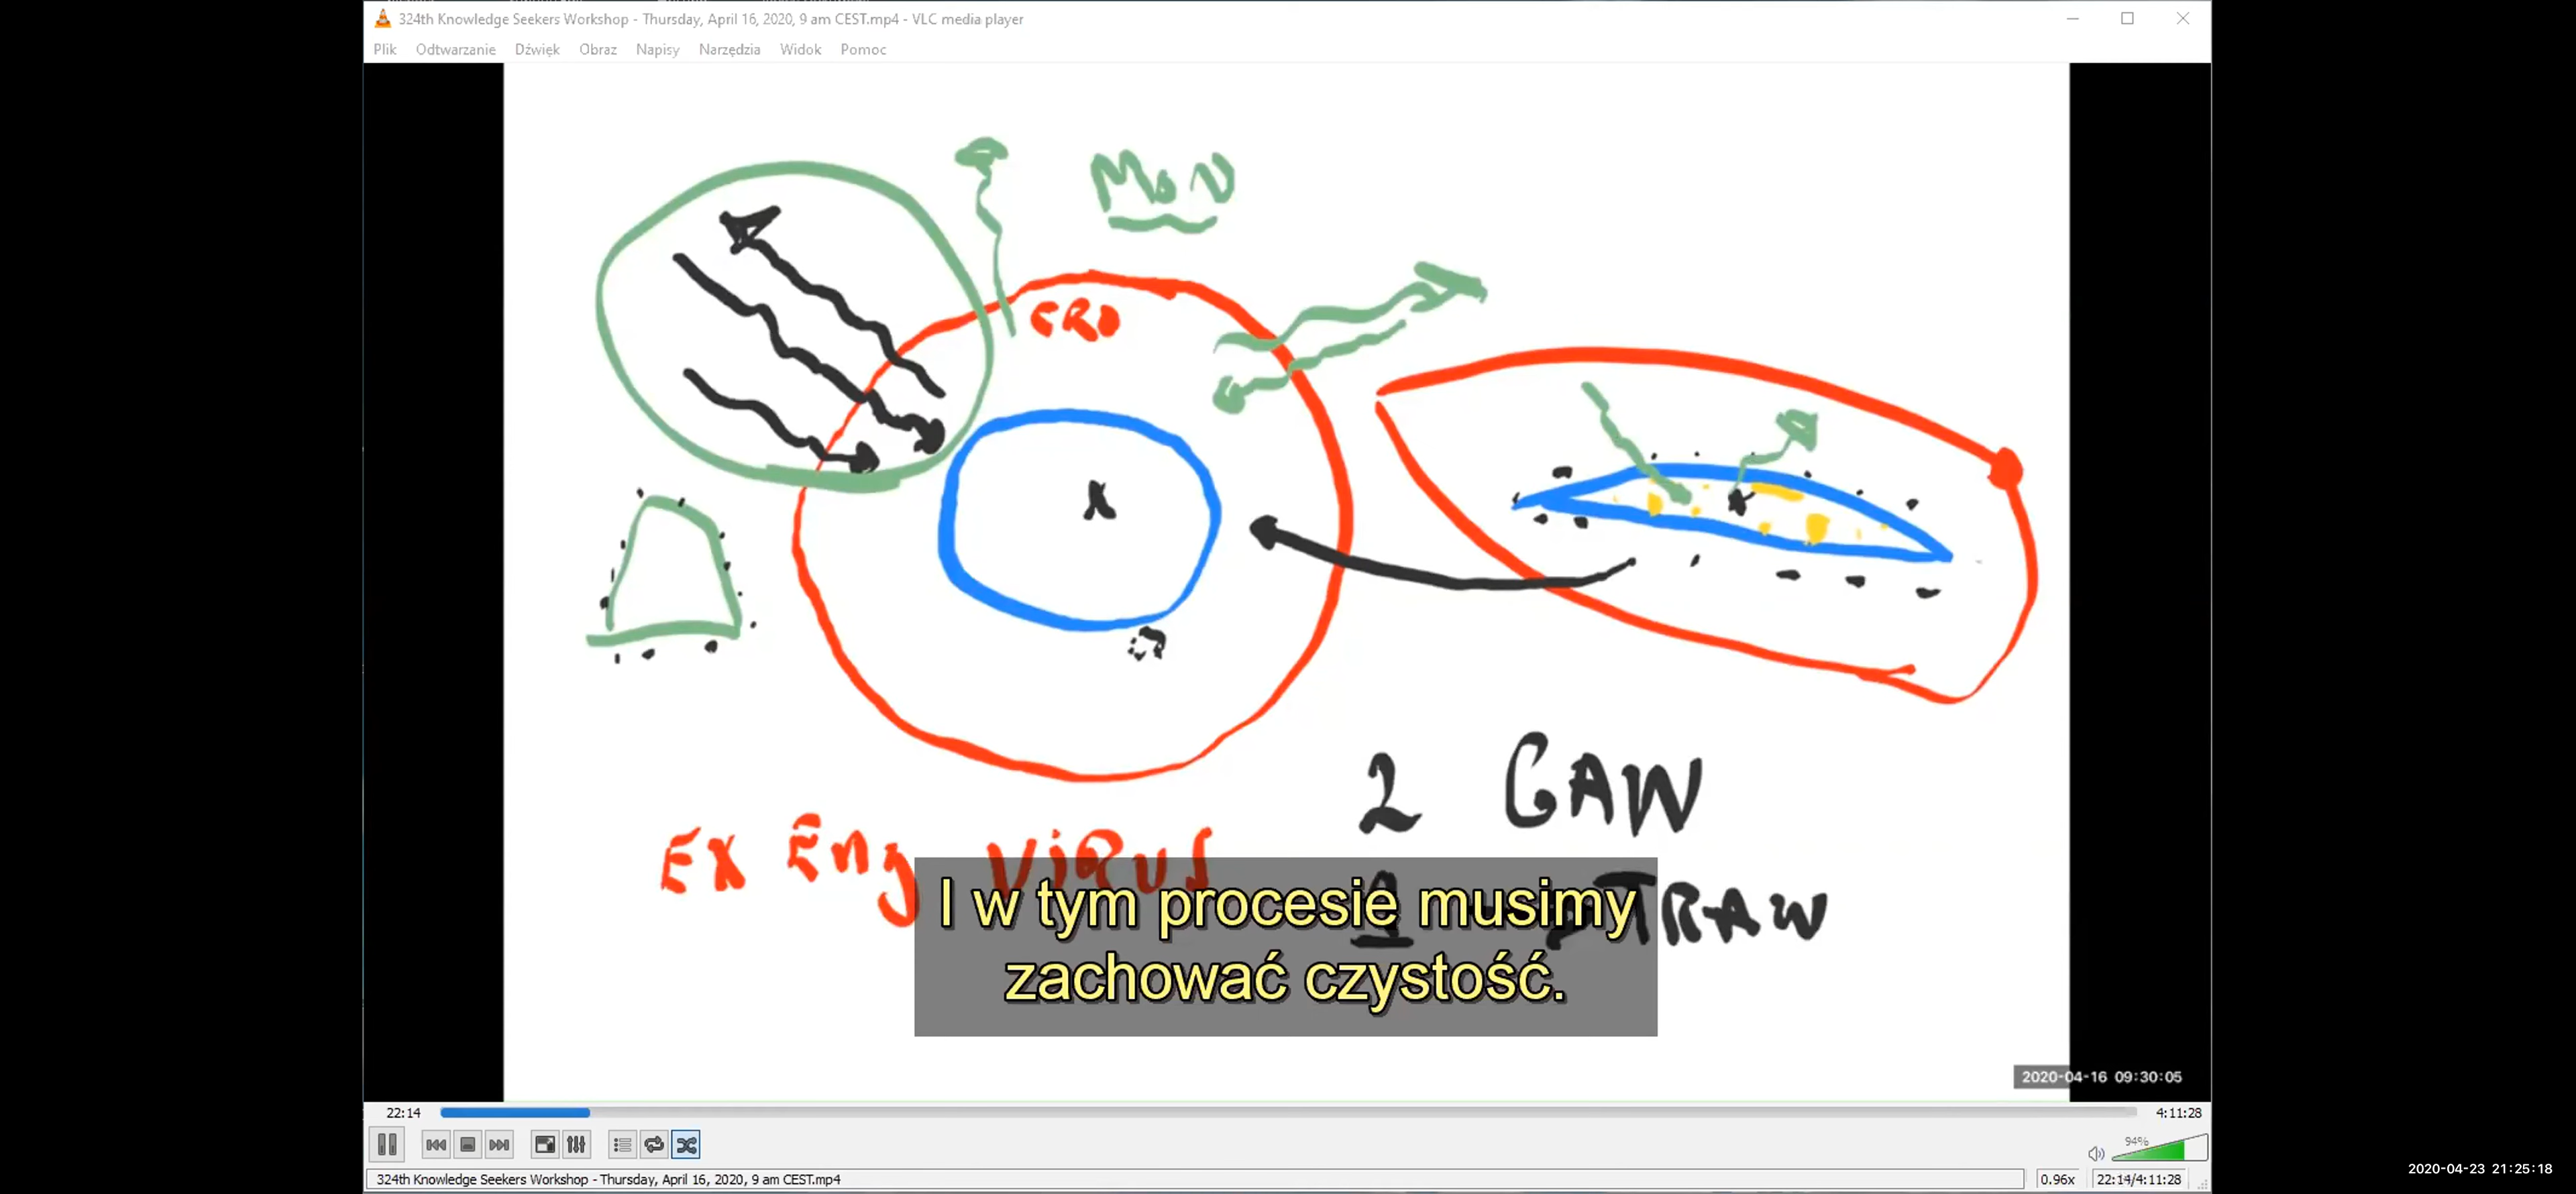 324th Knowledge Seekers Workshop - Thursday, April 16, 2020, 9 am CEST.mp4 - VLC media player
Plik Odtwarzanie Dźwięk Obraz Napisy Narzędzia Widok Pomoc
MoN
2 GAW
EX Eng ViRUS
STRAW
I w tym procesie musimy
zachować czystość.
2020-04-16 09:30:05
22:14 4:11:28
94%
324th Knowledge Seekers Workshop - Thursday, April 16, 2020, 9 am CEST.mp4 0.96x 22:14/4:11:28
2020-04-23 21:25:18